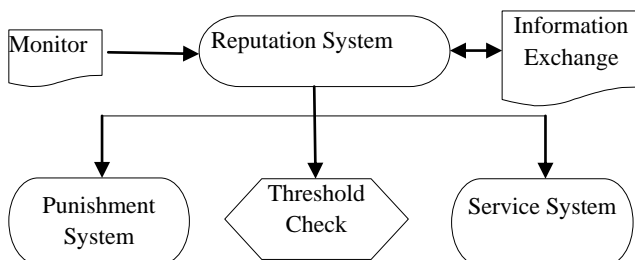 Monitor
Reputation System
Information
Exchange
Punishment
System
Threshold
Check
Service System